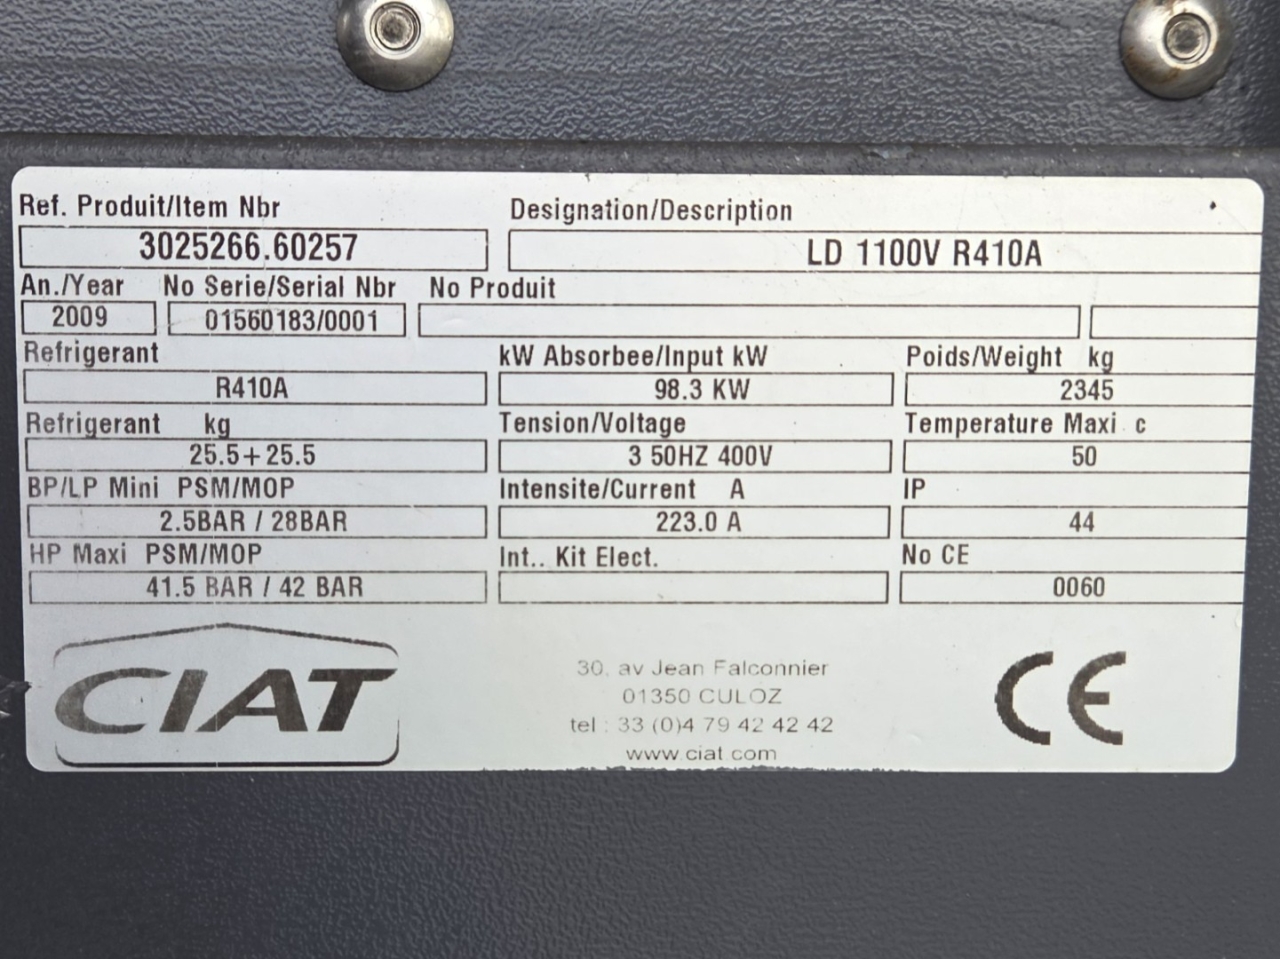 Ref. Produit/Item Nbr Designation/Description
3025266.60257 LD 1100V R410A
An./Year No Serie/Serial Nbr No Produit
2009 01560183/0001
Refrigerant kW Absorbee/Input kW Poids/Weight kg
R410A 98.3 KW 2345
Refrigerant kg Tension/Voltage Temperature Maxi c
25.5+25.5 3 50HZ 400V 50
BP/LP Mini PSM/MOP Intensite/Current A IP
2.5BAR / 28BAR 223.0 A 44
HP Maxi PSM/MOP Int.. Kit Elect. No CE
41.5 BAR / 42 BAR 0060
CIAT
30, av Jean Falconnier
01350 CULOZ
tel : 33 (0)4 79 42 42 42
www.ciat.com
CE